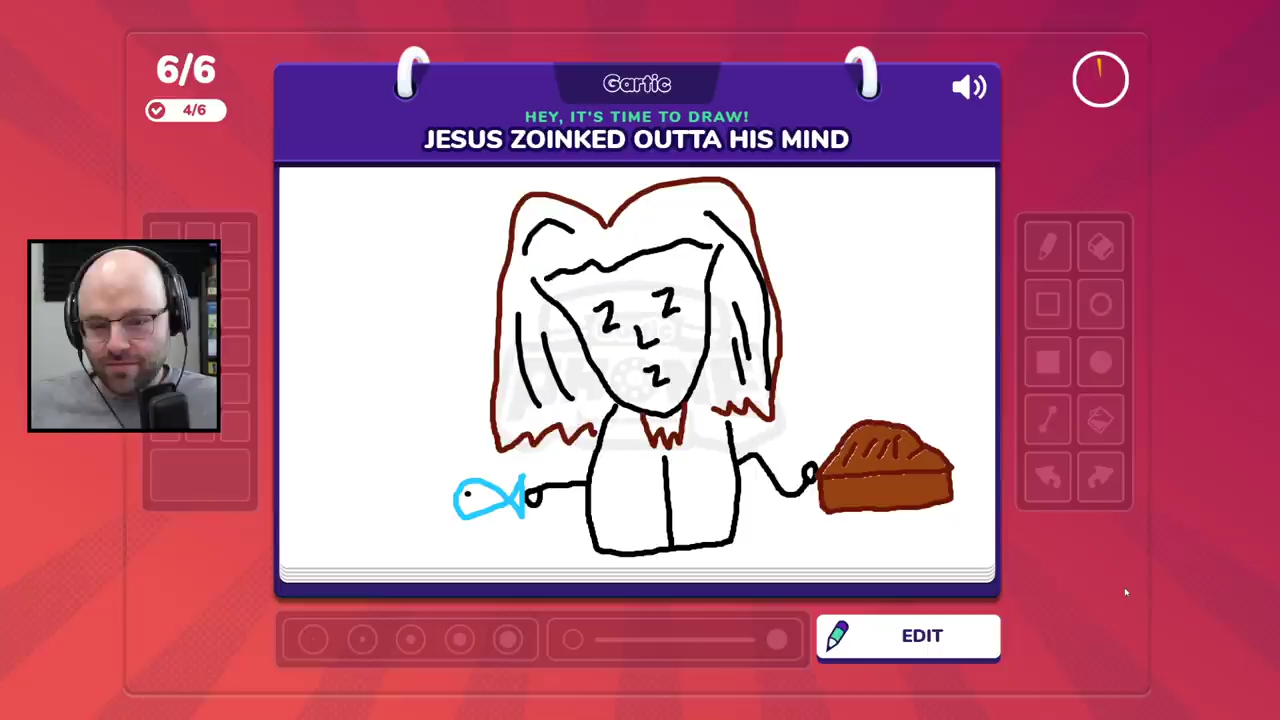 6/6
4/6
Gartic
HEY, IT'S TIME TO DRAW!
JESUS ZOINKED OUTTA HIS MIND
Z Z
Z
EDIT